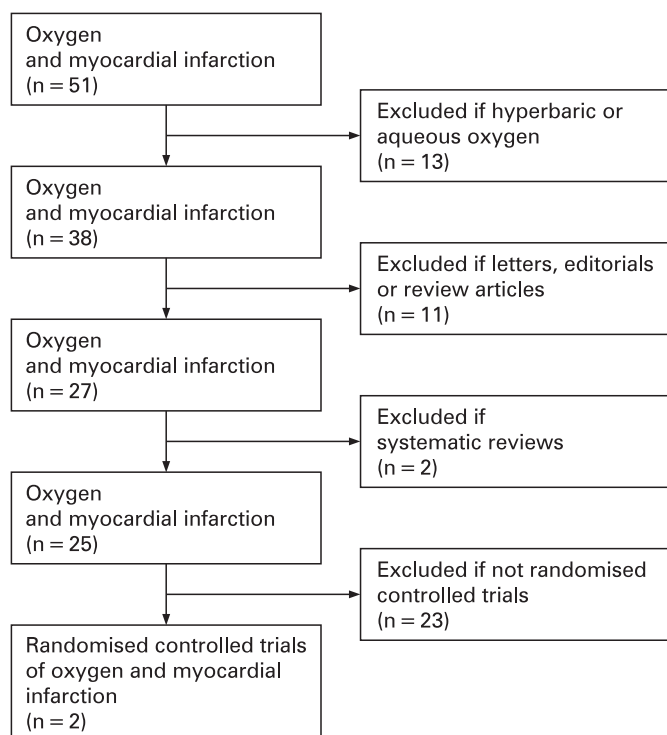 Oxygen
and myocardial infarction
(n = 51)
Excluded if hyperbaric or
aqueous oxygen
(n = 13)
Oxygen
and myocardial infarction
(n = 38)
Excluded if letters, editorials
or review articles
(n = 11)
Oxygen
and myocardial infarction
(n = 27)
Excluded if
systematic reviews
(n = 2)
Oxygen
and myocardial infarction
(n = 25)
Excluded if not randomised
controlled trials
(n = 23)
Randomised controlled trials
of oxygen and myocardial
infarction
(n = 2)